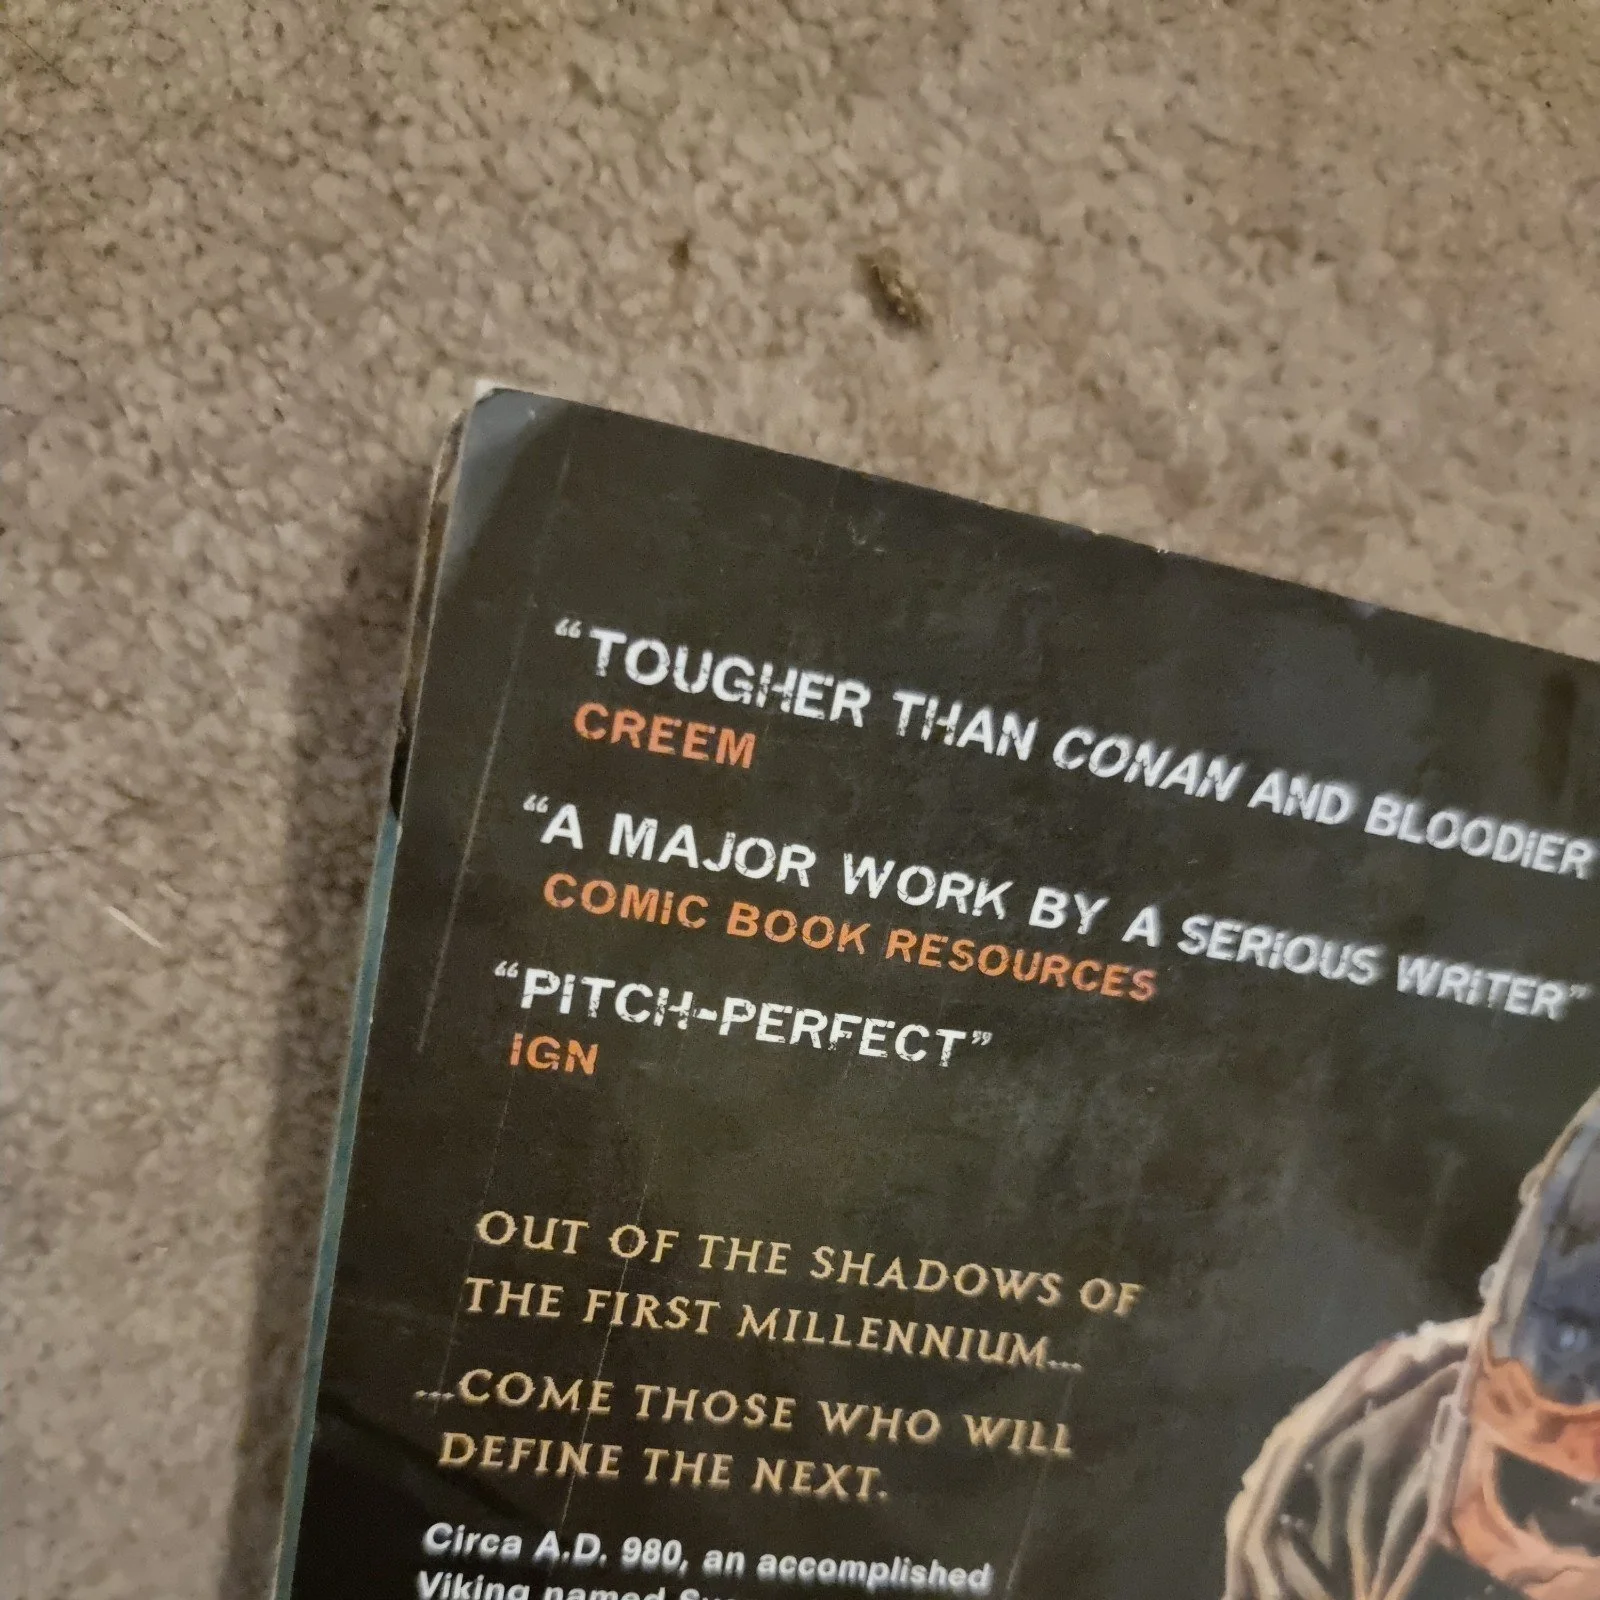 “TOUGHER THAN CONAN AND BLOODIER
CREEM
“A MAJOR WORK BY A SERIOUS WRITER”
COMIC BOOK RESOURCES
“PITCH-PERFECT”
IGN
OUT OF THE SHADOWS OF
THE FIRST MILLENNIUM...
...COME THOSE WHO WILL
DEFINE THE NEXT.
Circa A.D. 980, an accomplished
Viking named